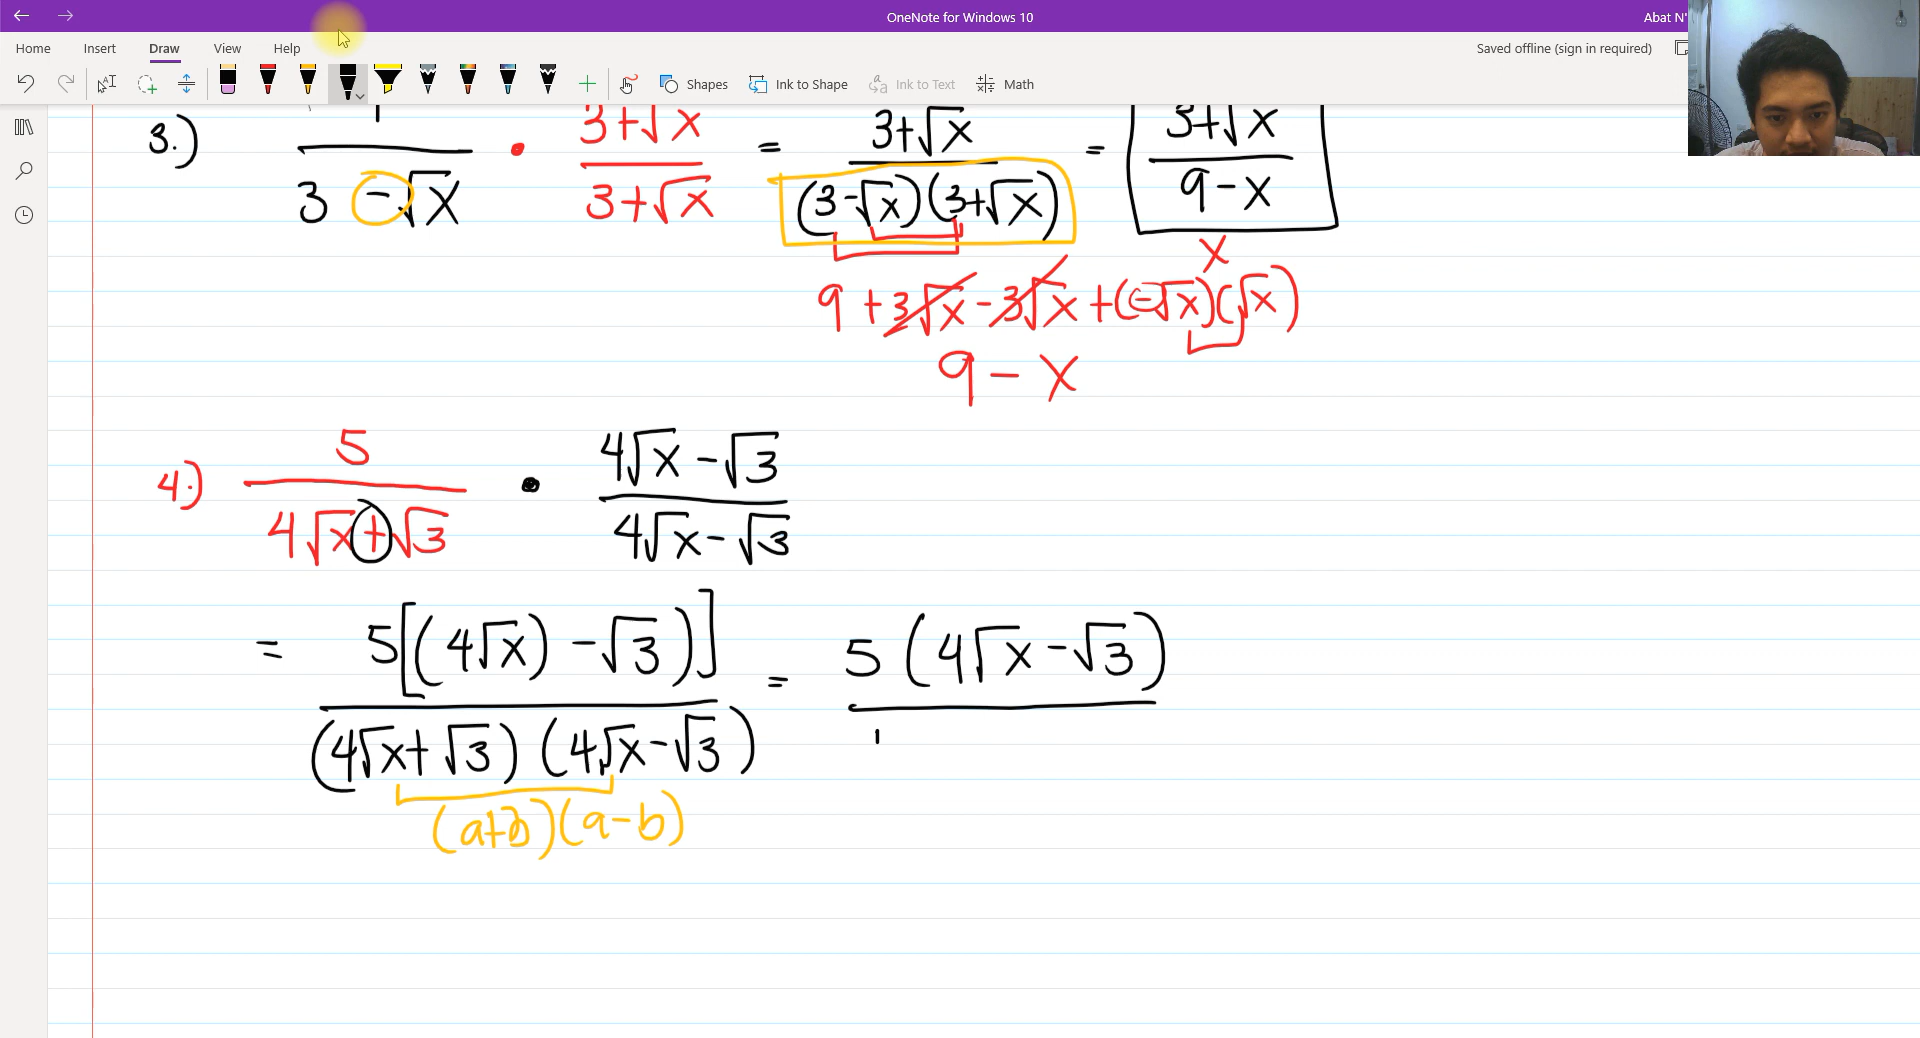 OneNote for Windows 10
Abat N'
Home Insert Draw View Help
Saved offline (sign in required)
Shapes Ink to Shape Ink to Text Math
3.) 1 / (3 - √x) • (3+√x) / (3+√x) = (3+√x) / ((3-√x)(3+√x)) = (3+√x) / (9-x)
x
9 + 3√x - 3√x + (-√x)(√x)
9 - x
4.) 5 / (4√x + √3) • (4√x - √3) / (4√x - √3)
= 5[(4√x) - √3)] / ((4√x + √3) (4√x - √3)) = 5 (4√x - √3)
(a+b)(a-b)